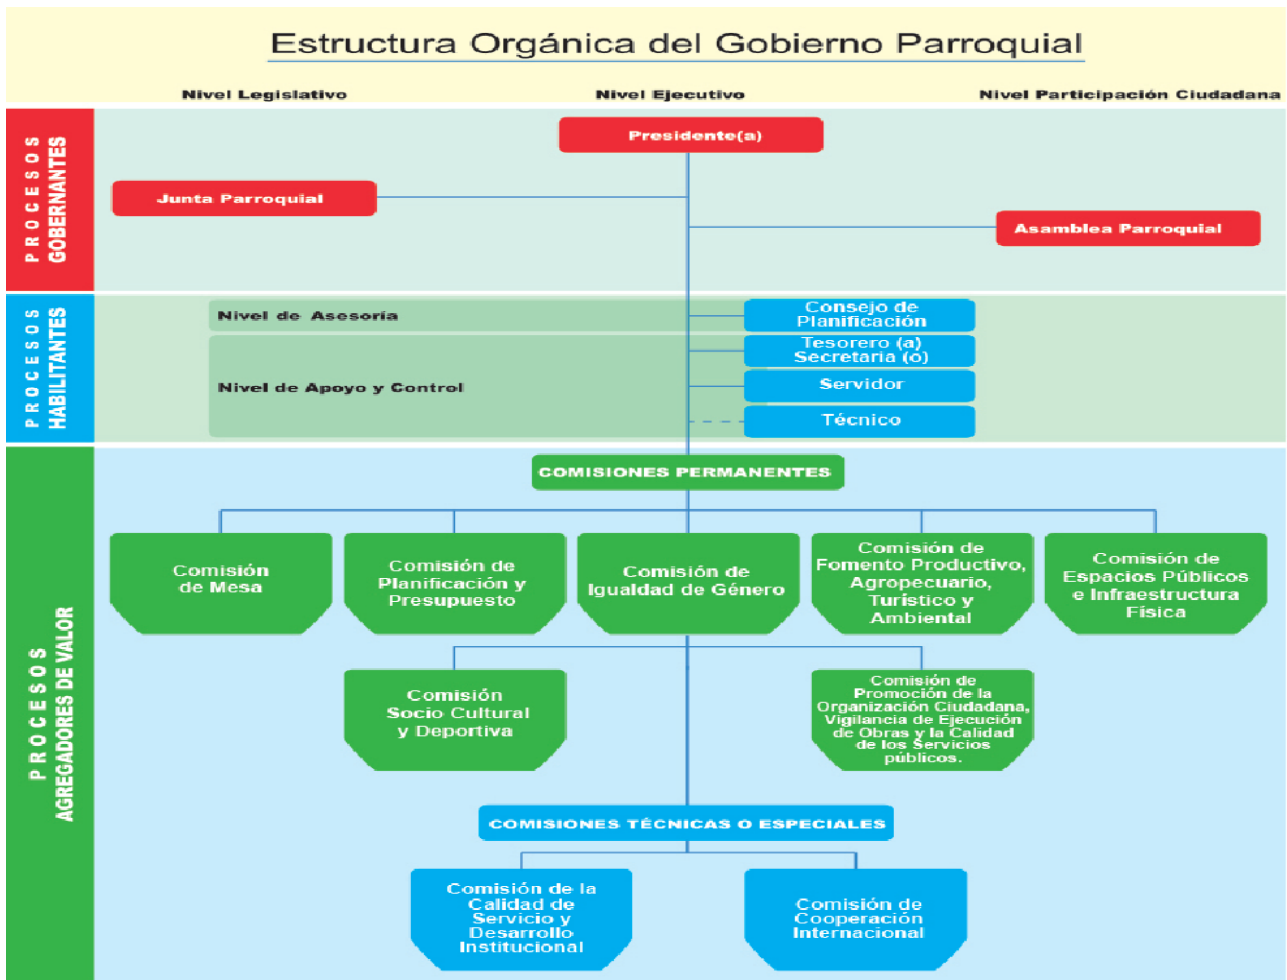 Estructura Orgánica del Gobierno Parroquial
Nivel Legislativo
Nivel Ejecutivo
Nivel Participación Ciudadana
PROCESOS
GOBERNANTES
Presidente(a)
Junta Parroquial
Asamblea Parroquial
PROCESOS
HABILITANTES
Nivel de Asesoría
Consejo de
Planificación
Nivel de Apoyo y Control
Tesorero (a)
Secretaria (o)
Servidor
Técnico
PROCESOS
AGREGADORES DE VALOR
COMISIONES PERMANENTES
Comisión
de Mesa
Comisión de
Planificación y
Presupuesto
Comisión de
Igualdad de Género
Comisión de
Fomento Productivo,
Agropecuario,
Turístico y
Ambiental
Comisión de
Espacios Públicos
e Infraestructura
Física
Comisión
Socio Cultural
y Deportiva
Comisión de
Promoción de la
Organización Ciudadana,
Vigilancia de Ejecución
de Obras y la Calidad
de los Servicios
públicos.
COMISIONES TÉCNICAS O ESPECIALES
Comisión de la
Calidad de
Servicio y
Desarrollo
Institucional
Comisión de
Cooperación
Internacional